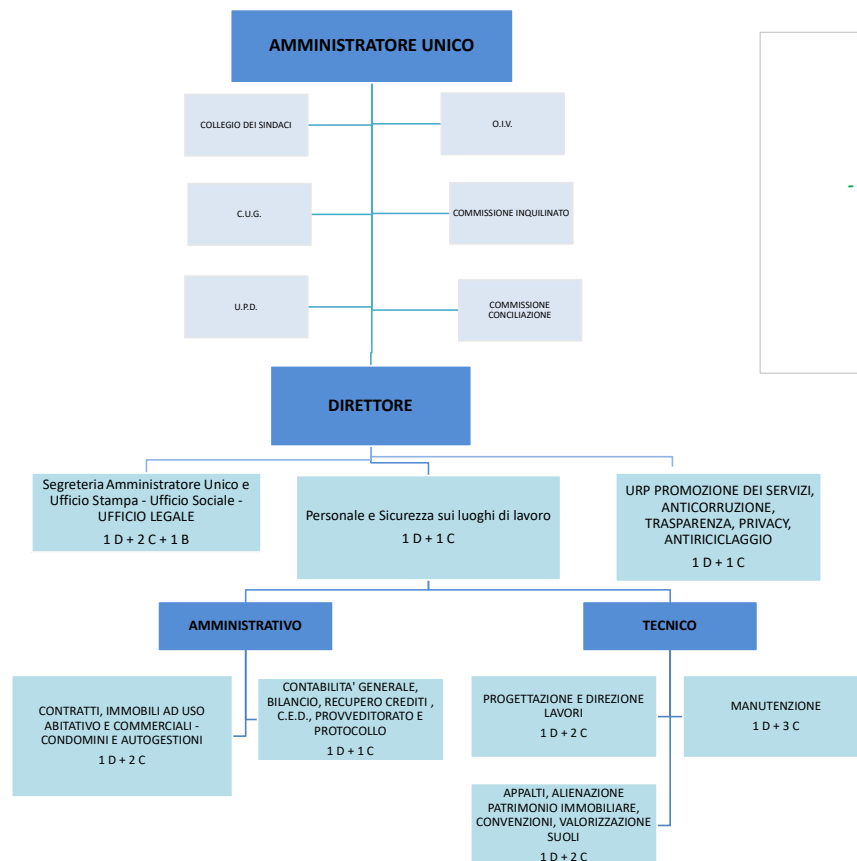 AMMINISTRATORE UNICO
COLLEGIO DEI SINDACI
O.I.V.
C.U.G.
COMMISSIONE INQUILINATO
U.P.D.
COMMISSIONE
CONCILIAZIONE
DIRETTORE
Segreteria Amministratore Unico e
Ufficio Stampa - Ufficio Sociale -
UFFICIO LEGALE
1 D + 2 C + 1 B
Personale e Sicurezza sui luoghi di lavoro
1 D + 1 C
URP PROMOZIONE DEI SERVIZI,
ANTICORRUZIONE,
TRASPARENZA, PRIVACY,
ANTIRICICLAGGIO
1 D + 1 C
AMMINISTRATIVO
TECNICO
CONTRATTI, IMMOBILI AD USO
ABITATIVO E COMMERCIALI -
CONDOMINI E AUTOGESTIONI
1 D + 2 C
CONTABILITA' GENERALE,
BILANCIO, RECUPERO CREDITI ,
C.E.D., PROVVEDITORATO E
PROTOCOLLO
1 D + 1 C
PROGETTAZIONE E DIREZIONE
LAVORI
1 D + 2 C
MANUTENZIONE
1 D + 3 C
APPALTI, ALIENAZIONE
PATRIMONIO IMMOBILIARE,
CONVENZIONI, VALORIZZAZIONE
SUOLI
1 D + 2 C
-